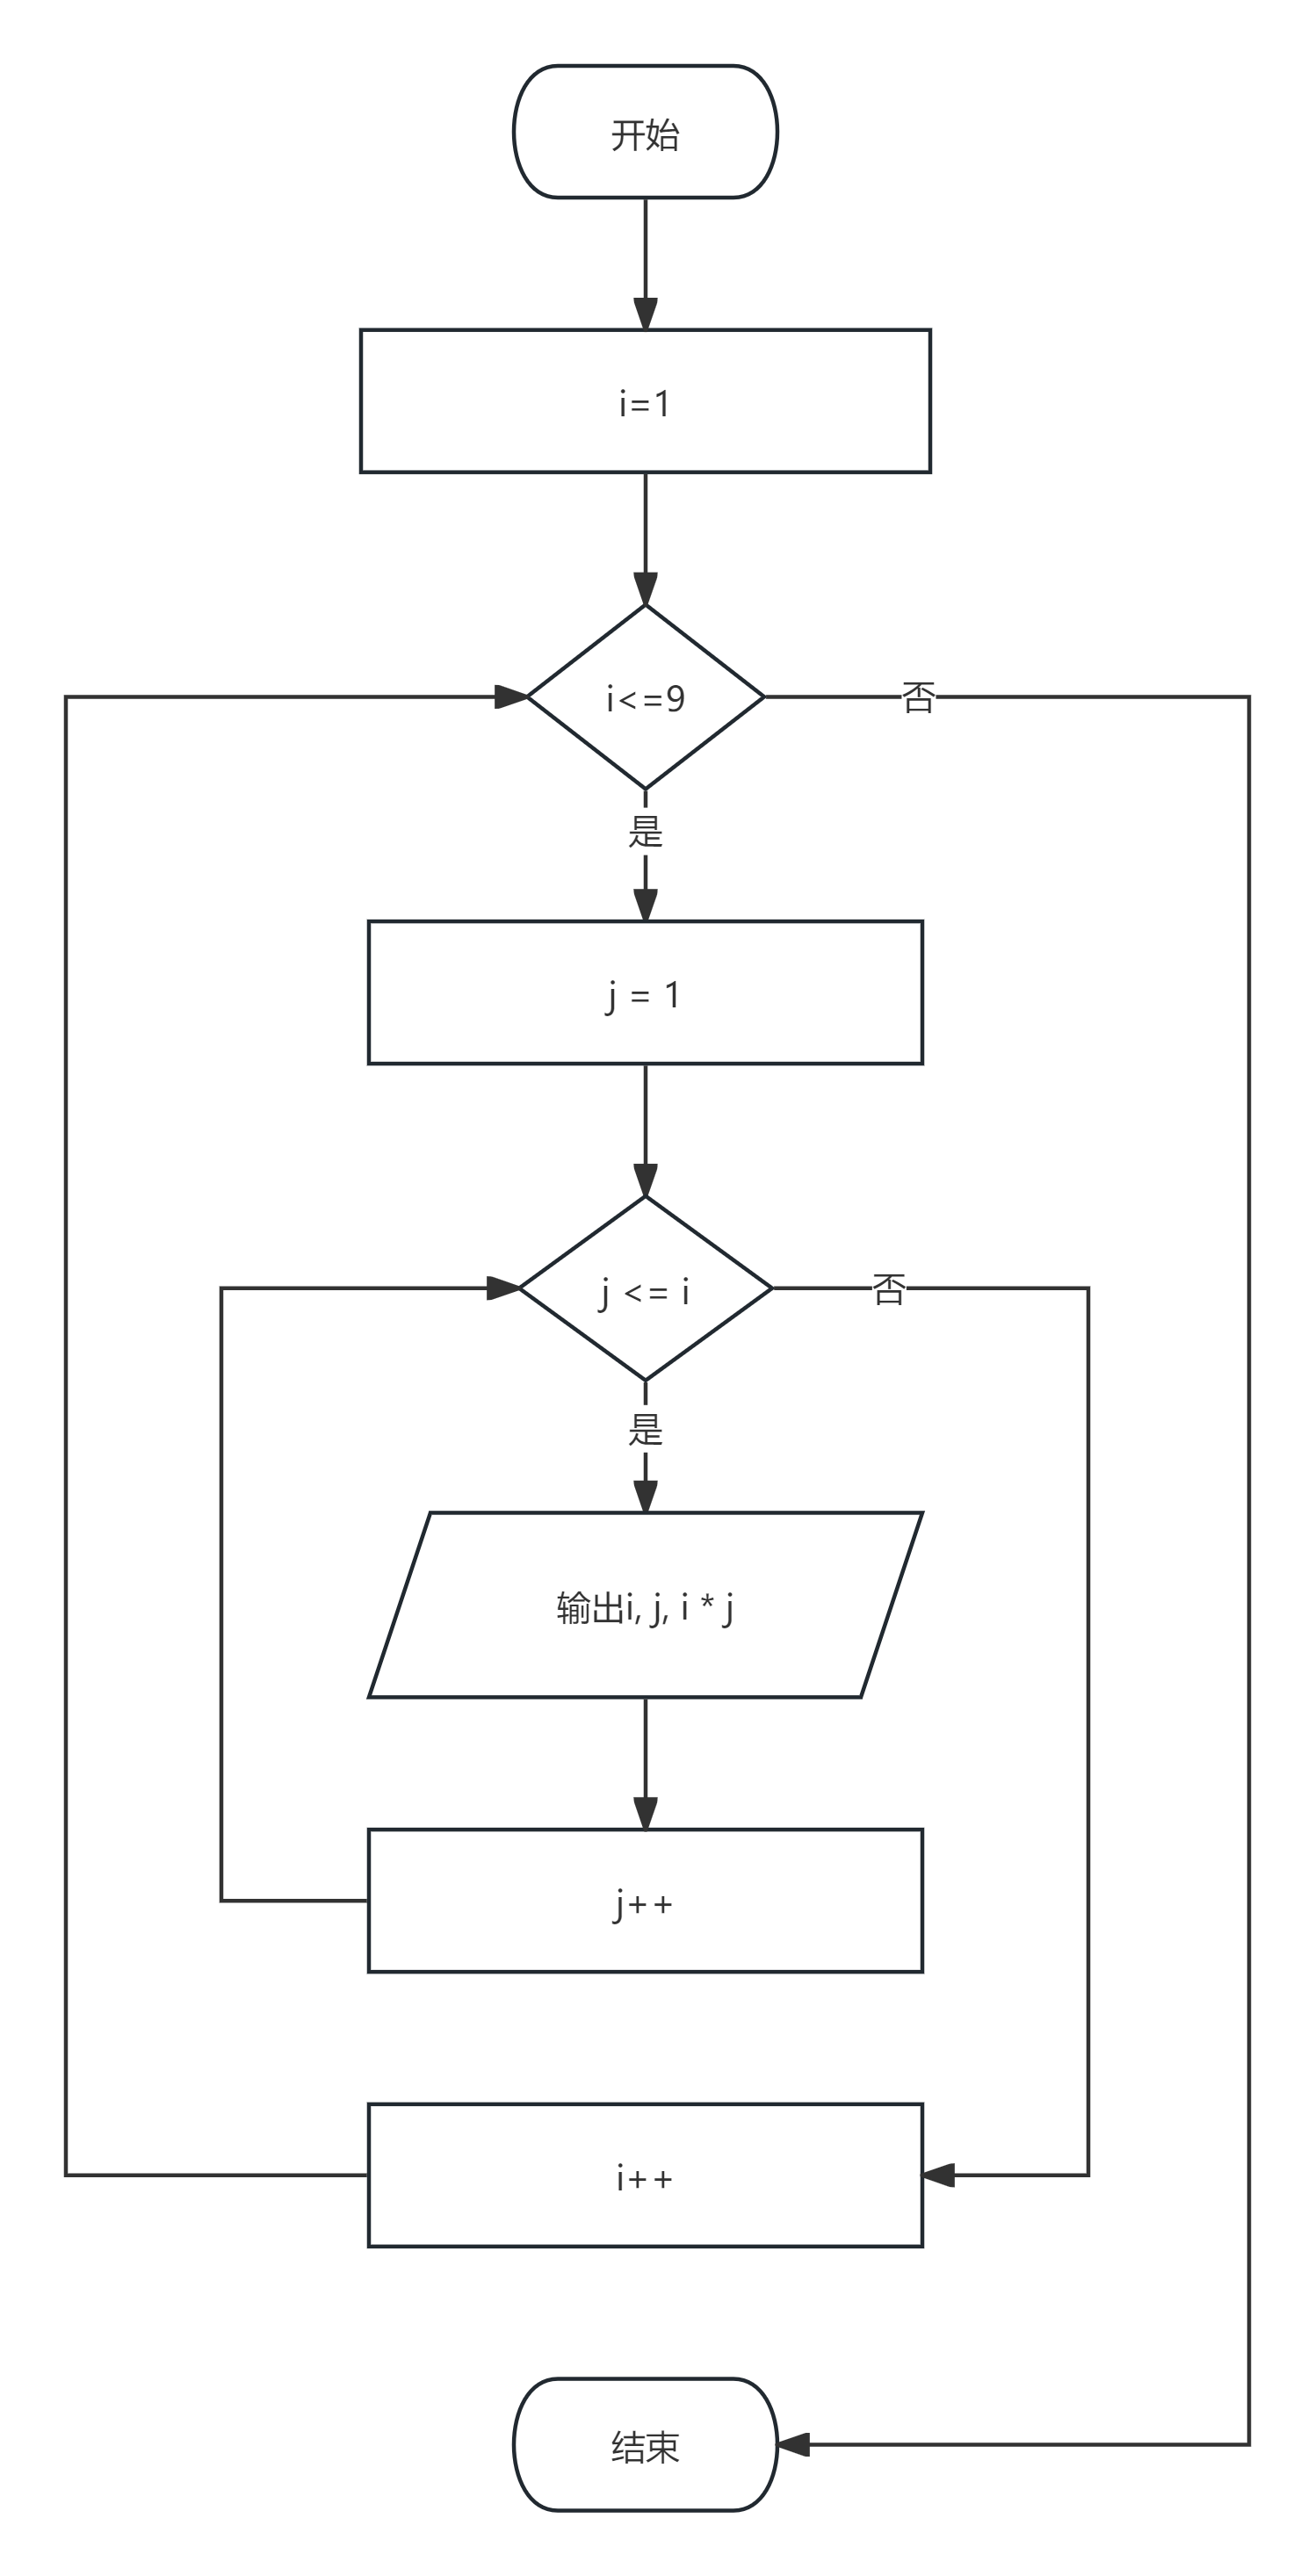 开始
i=1
i<=9
否
是
j = 1
j <= i
否
是
输出i, j, i * j
j++
i++
结束